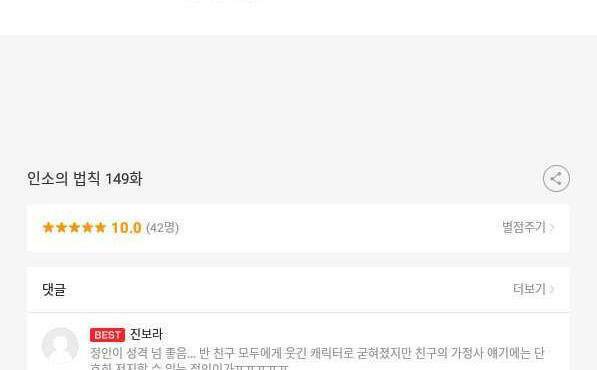 인소의 법칙 149화
★★★★★ 10.0 (42명) 별점주기 >
댓글 더보기 >
BEST 진보라
정인이 성격 넘 좋음... 반 친구 모두에게 웃긴 캐릭터로 굳혀졌지만 친구의 가정사 얘기에는 단
호히 저지할 수 있는 정인이가ㅠㅠㅠㅠㅠ